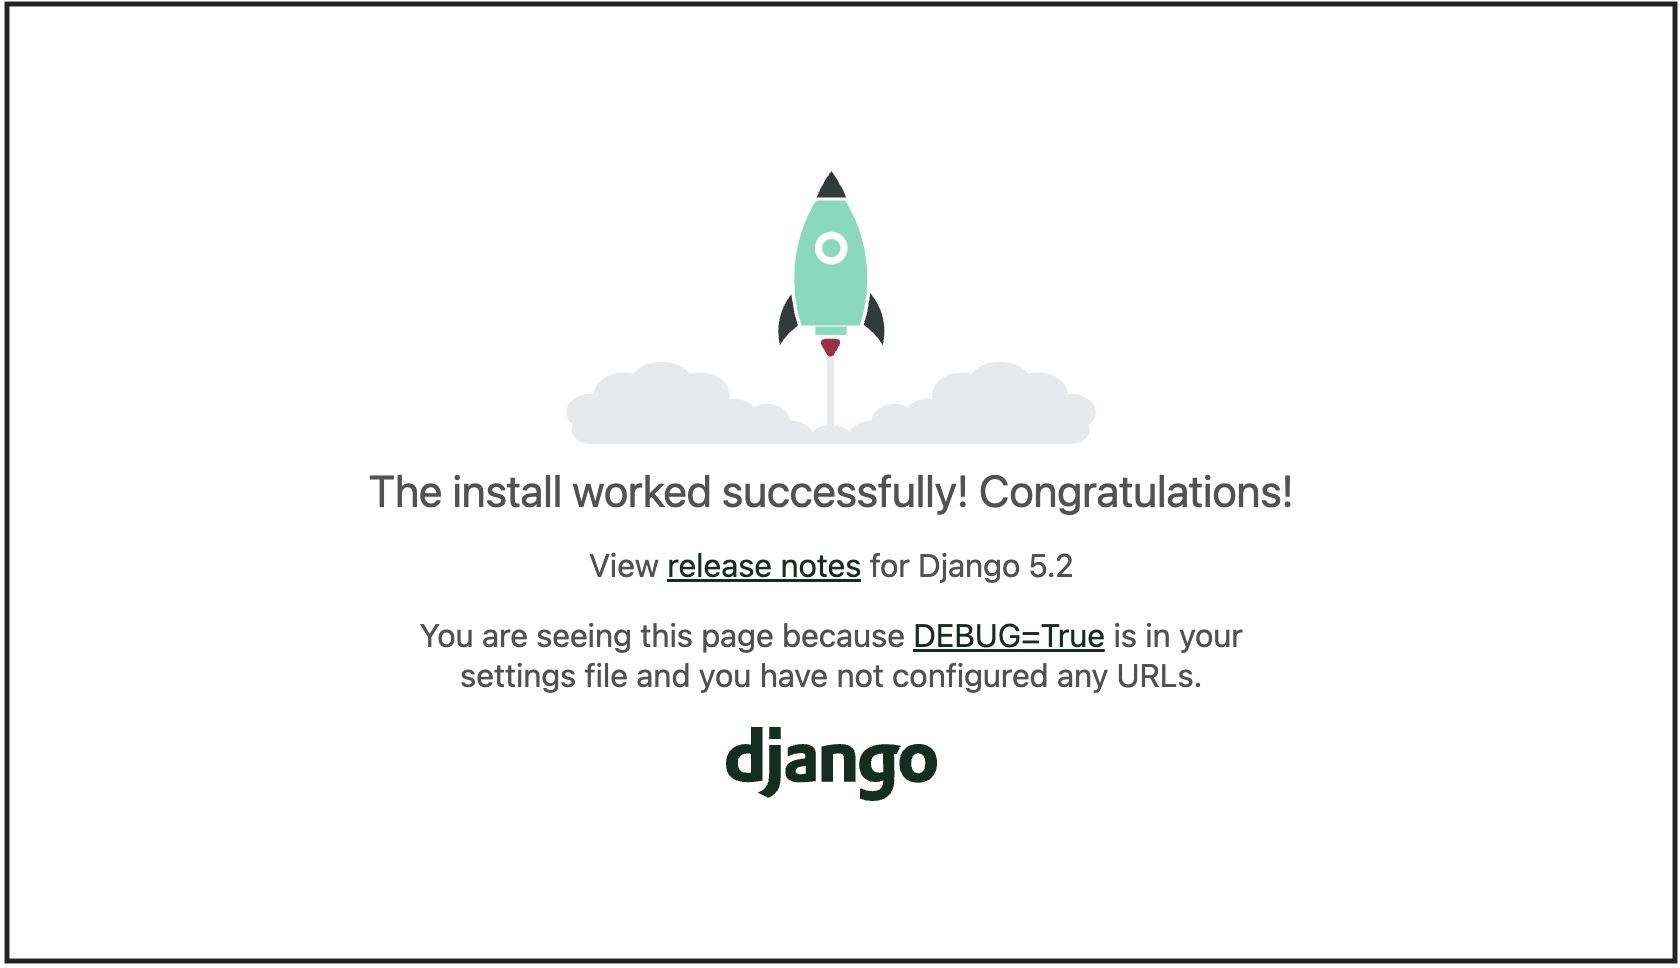 The install worked successfully! Congratulations!
View release notes for Django 5.2
You are seeing this page because DEBUG=True is in your
settings file and you have not configured any URLs.
django